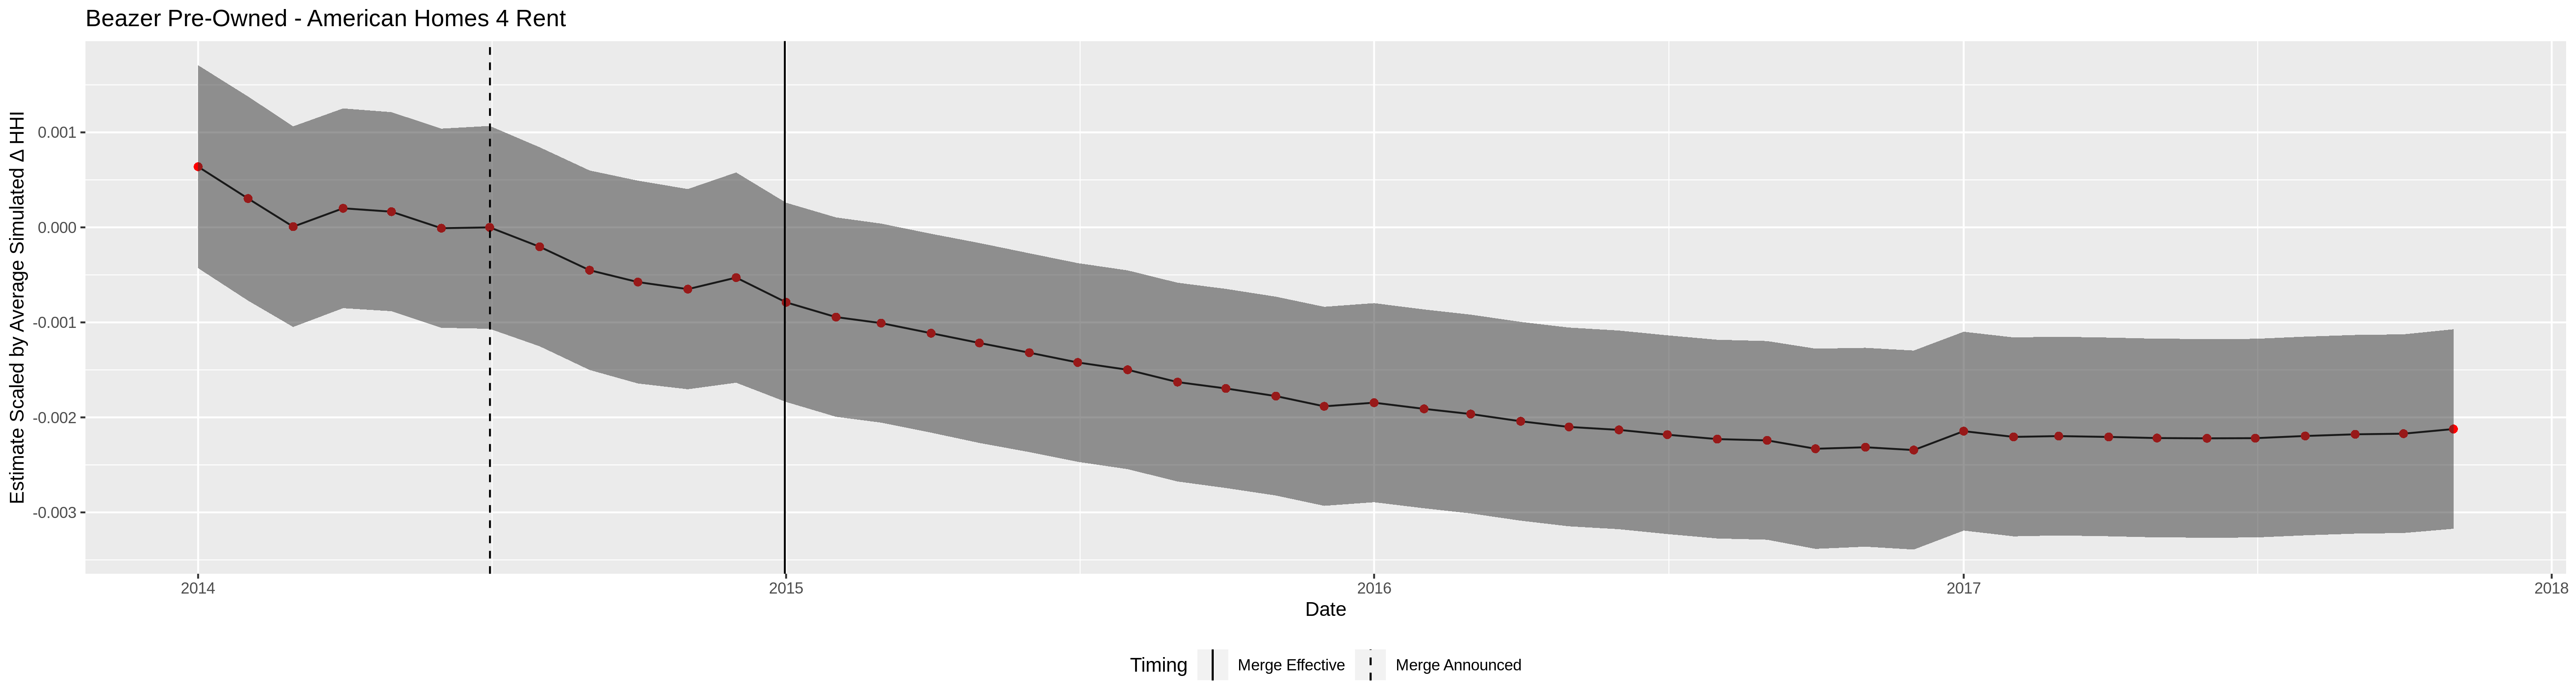 Beazer Pre-Owned - American Homes 4 Rent
Estimate Scaled by Average Simulated Δ HHI
0.001
0.000
-0.001
-0.002
-0.003
2014 2015 2016 2017 2018
Date
Timing Merge Effective Merge Announced